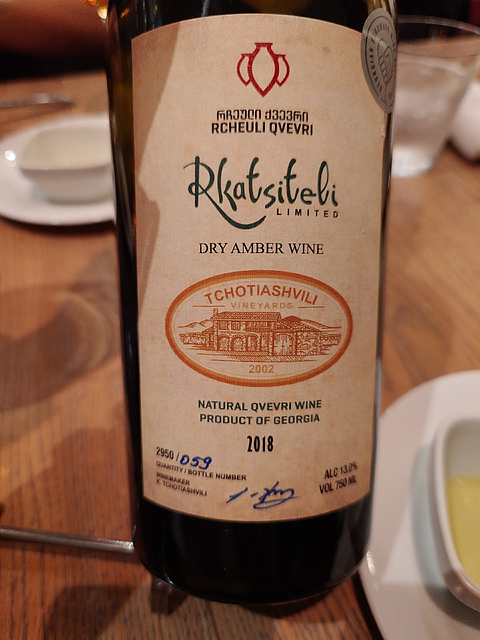 რჩეული ქვევრი
RCHEULI QVEVRI
Rkatsiteli
LIMITED
DRY AMBER WINE
TCHOTIASHVILI
VINEYARDS
2002
NATURAL QVEVRI WINE
PRODUCT OF GEORGIA
2018
2950 / 059
QUANTITY / BOTTLE NUMBER
WINEMAKER
K. TCHOTIASHVILI
ALC 13.0%
VOL 750 ML